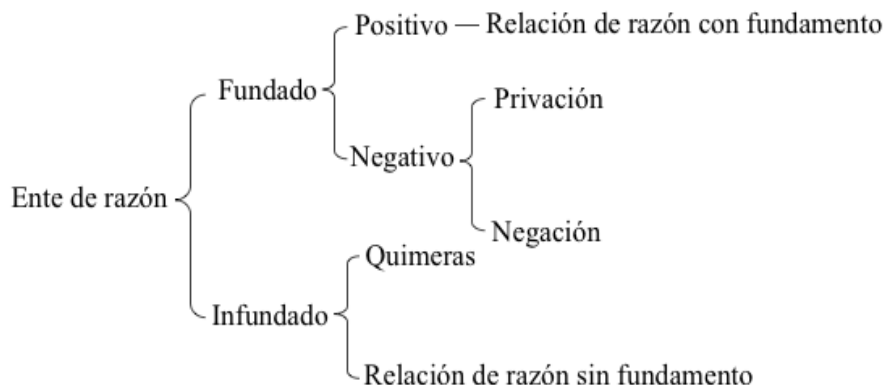 Positivo — Relación de razón con fundamento
Fundado
Privación
Negativo
Ente de razón
Negación
Quimeras
Infundado
Relación de razón sin fundamento